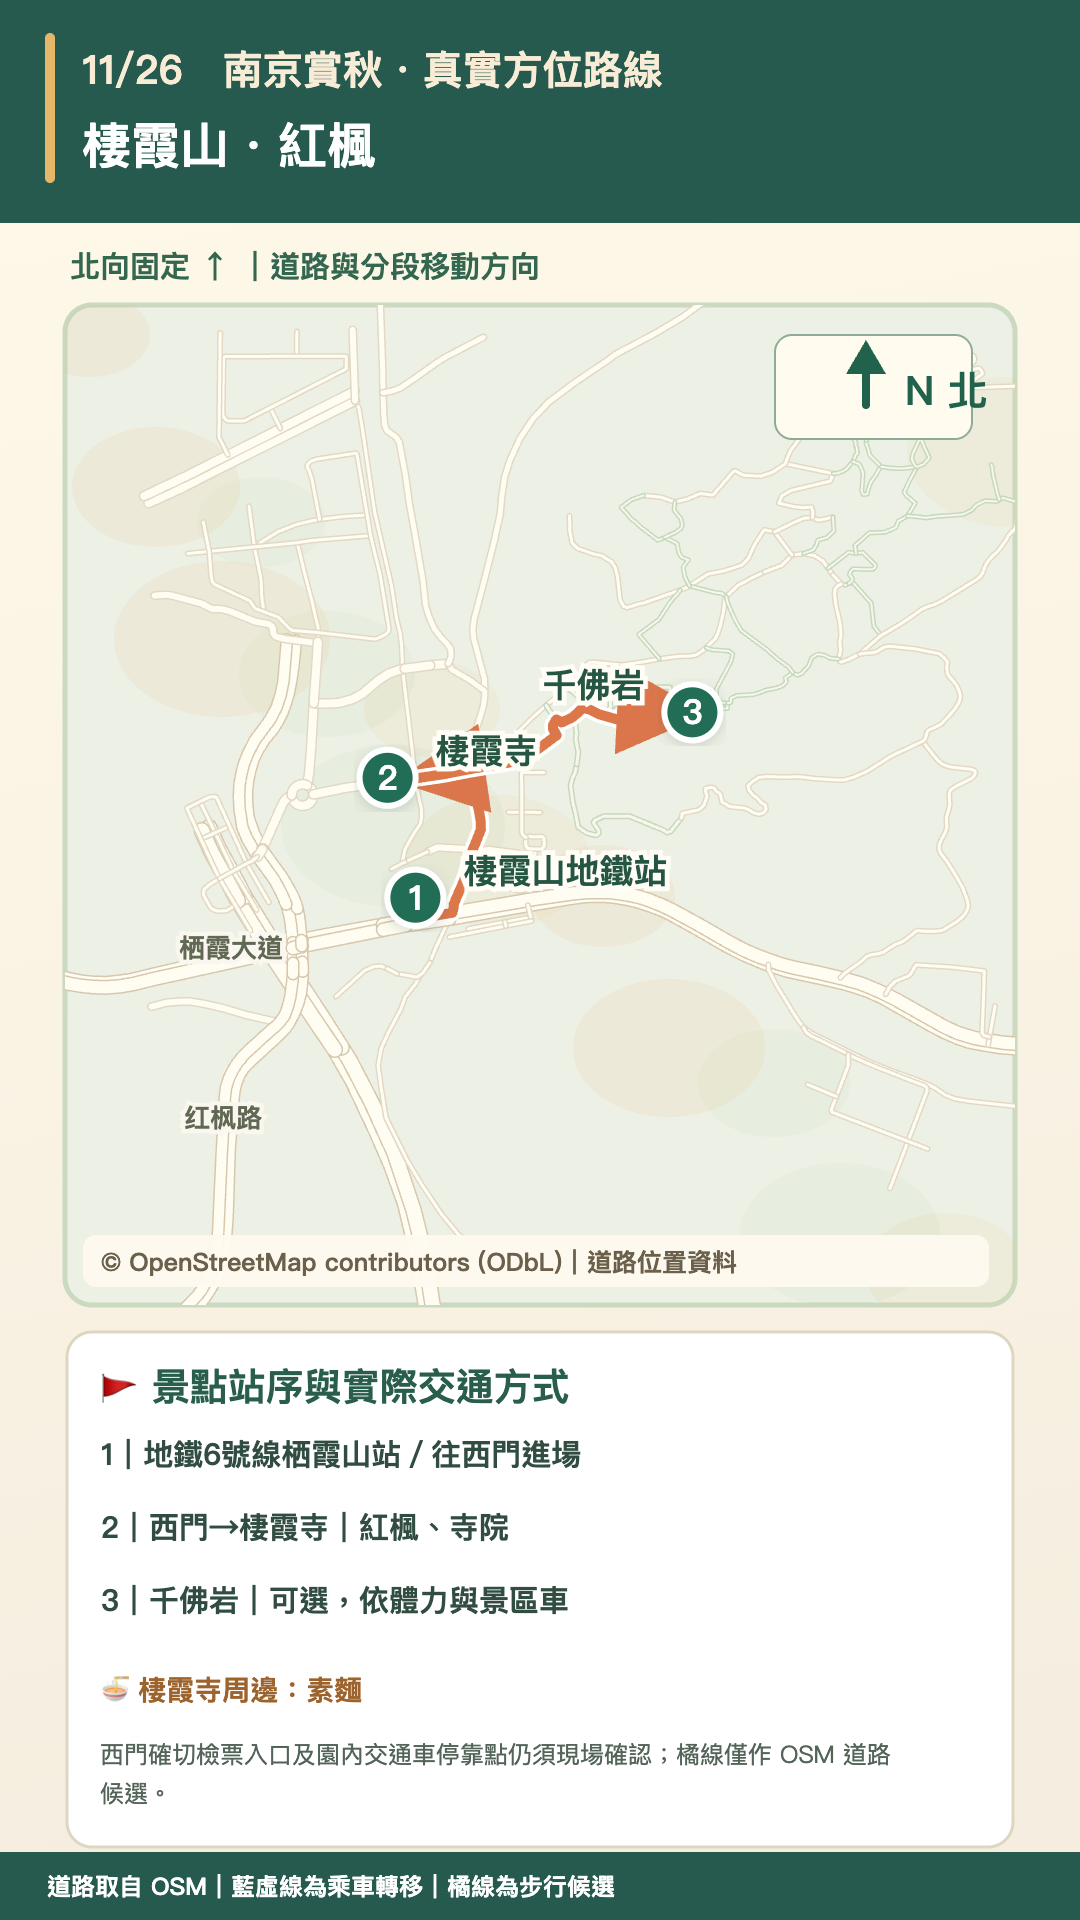 11/26 南京賞秋·真實方位路線
棲霞山·紅楓
北向固定 ↑ ｜道路與分段移動方向
N 北
千佛岩
3
棲霞寺
2
棲霞山地鐵站
1
栖霞大道
红枫路
© OpenStreetMap contributors (ODbL)｜道路位置資料
景點站序與實際交通方式
1｜地鐵6號線栖霞山站 / 往西門進場
2｜西門→棲霞寺｜紅楓、寺院
3｜千佛岩｜可選，依體力與景區車
棲霞寺周邊：素麵
西門確切檢票入口及園內交通車停靠點仍須現場確認；橘線僅作 OSM 道路
候選。
道路取自 OSM｜藍虛線為乘車轉移｜橘線為步行候選